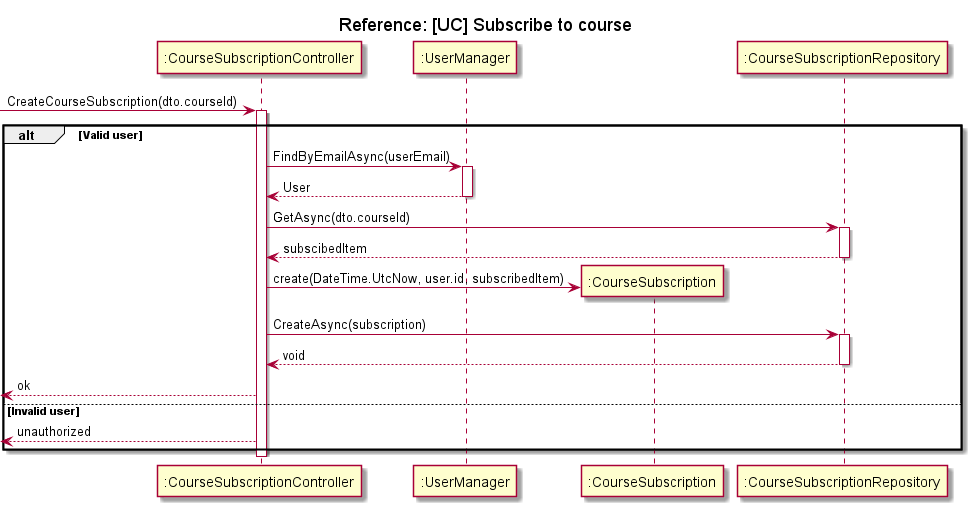 Reference: [UC] Subscribe to course
:CourseSubscriptionController
:UserManager
:CourseSubscriptionRepository
CreateCourseSubscription(dto.courseId)
alt
[Valid user]
FindByEmailAsync(userEmail)
User
GetAsync(dto.courseId)
subscibedItem
create(DateTime.UtcNow, user.id, subscribedItem)
:CourseSubscription
CreateAsync(subscription)
void
ok
[Invalid user]
unauthorized
:CourseSubscriptionController
:UserManager
:CourseSubscription
:CourseSubscriptionRepository